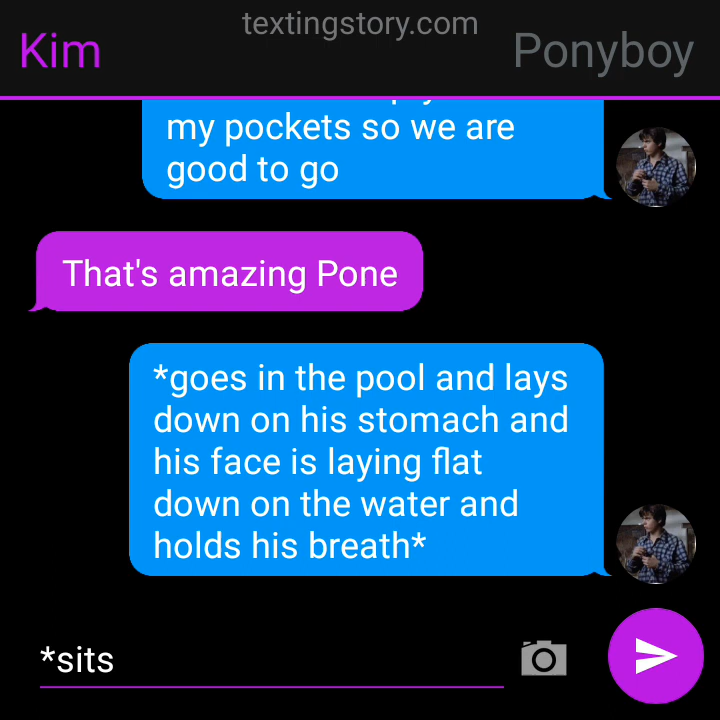 textingstory.com
Kim
Ponyboy
my pockets so we are
good to go
That's amazing Pone
*goes in the pool and lays
down on his stomach and
his face is laying flat
down on the water and
holds his breath*
*sits